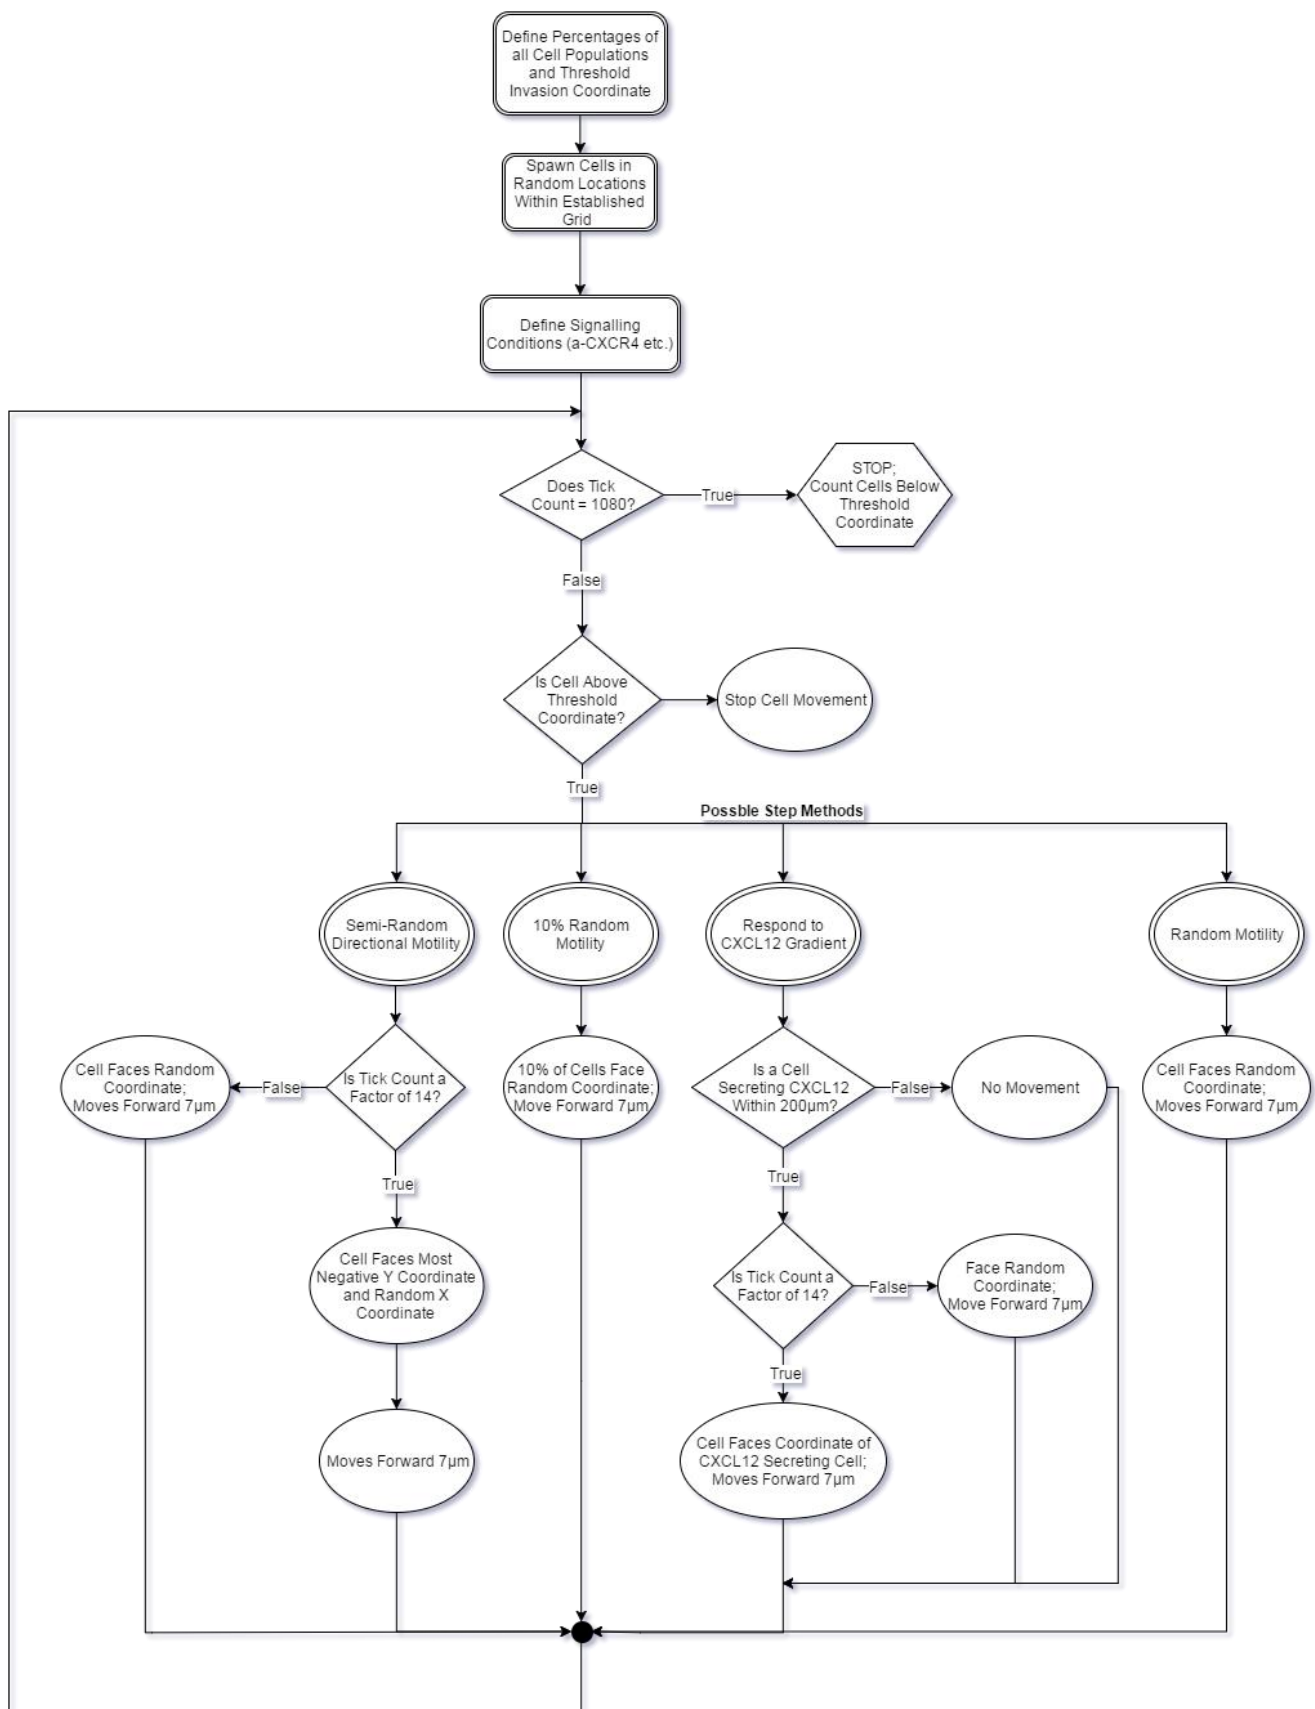 Define Percentages of
all Cell Populations
and Threshold
Invasion Coordinate
Spawn Cells in
Random Locations
Within Established
Grid
Define Signalling
Conditions (a-CXCR4 etc.)
Does Tick
Count = 1080?
True
STOP;
Count Cells Below
Threshold
Coordinate
False
Is Cell Above
Threshold
Coordinate?
Stop Cell Movement
True
Possble Step Methods
Semi-Random
Directional Motility
10% Random
Motility
Respond to
CXCL12 Gradient
Random Motility
Cell Faces Random
Coordinate;
Moves Forward 7µm
False
Is Tick Count a
Factor of 14?
10% of Cells Face
Random Coordinate;
Move Forward 7µm
Is a Cell
Secreting CXCL12
Within 200µm?
False
No Movement
Cell Faces Random
Coordinate;
Moves Forward 7µm
True
True
Cell Faces Most
Negative Y Coordinate
and Random X
Coordinate
Is Tick Count a
Factor of 14?
False
Face Random
Coordinate;
Move Forward 7µm
True
Moves Forward 7µm
Cell Faces Coordinate of
CXCL12 Secreting Cell;
Moves Forward 7µm